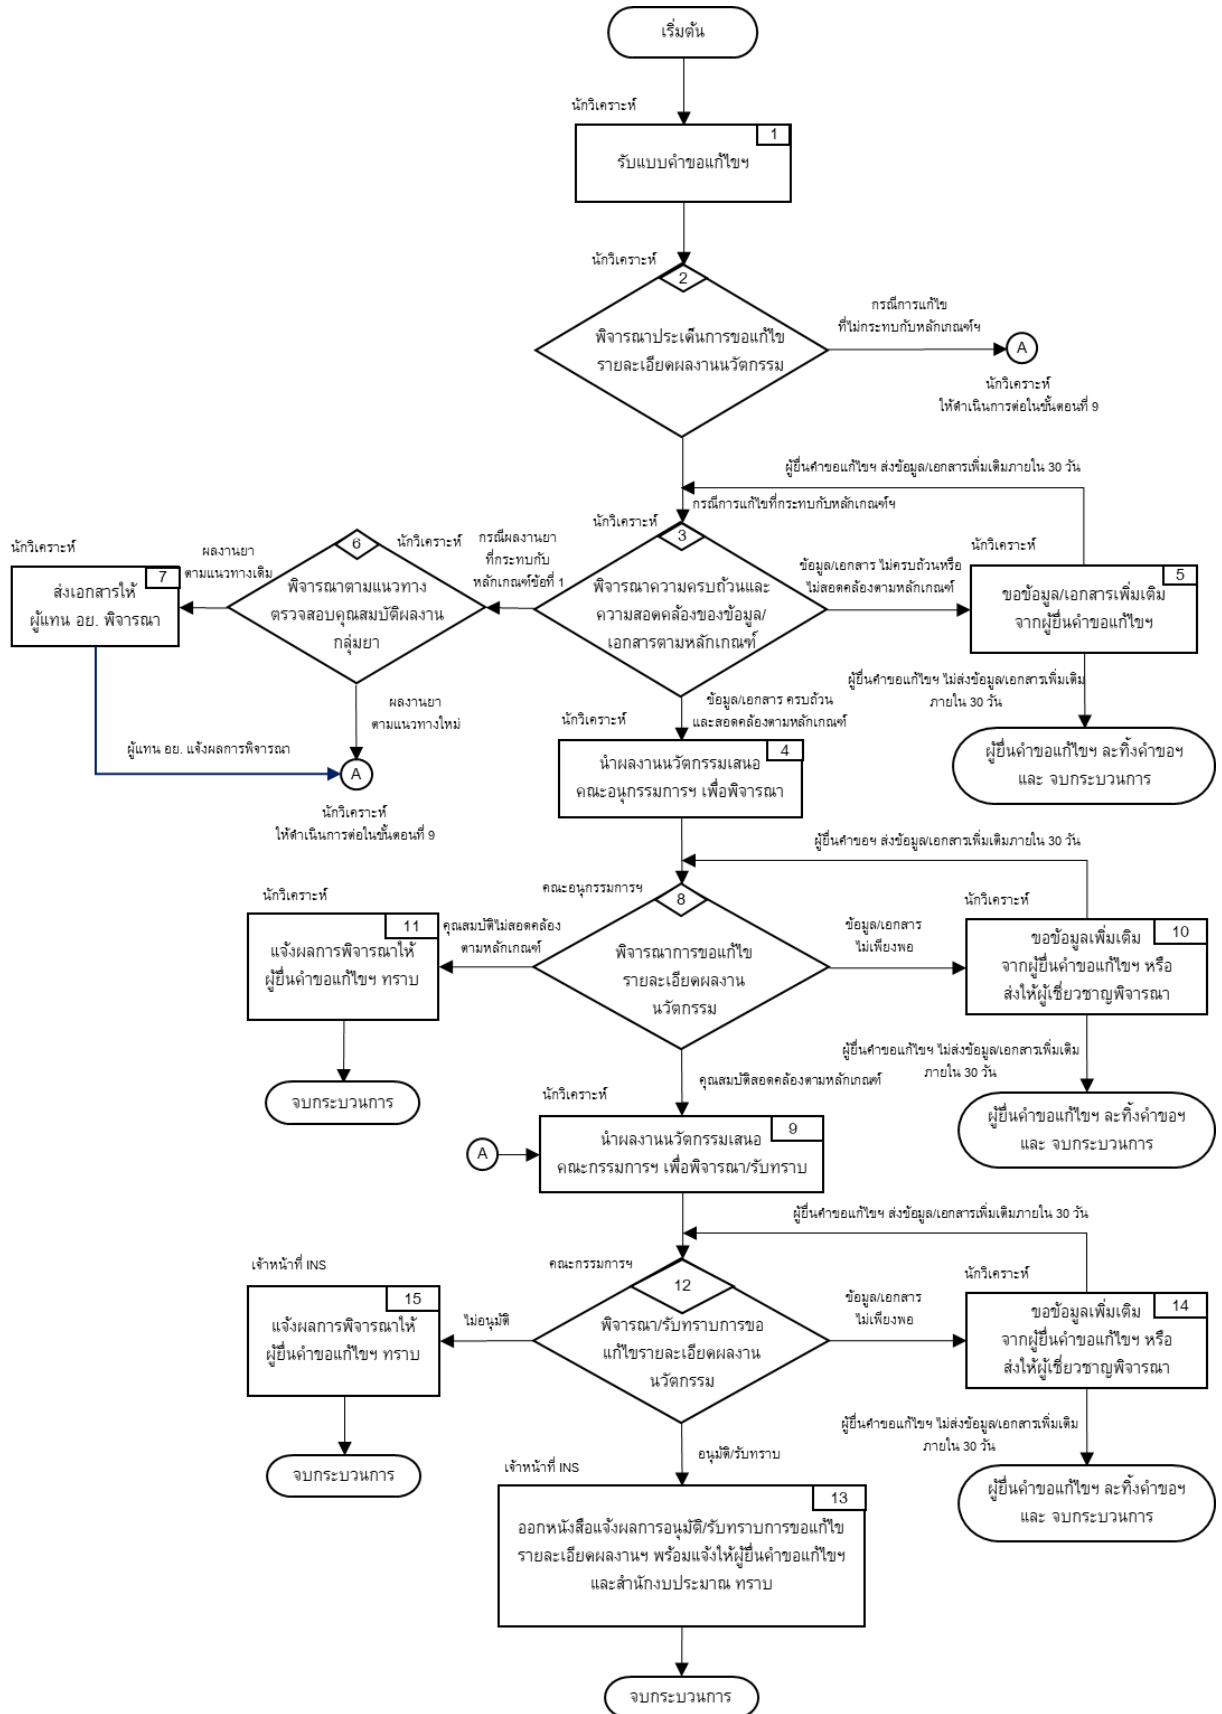 เริ่มต้น
นักวิเคราะห์
1
รับแบบคำขอแก้ไขฯ
นักวิเคราะห์
2
พิจารณาประเด็นการขอแก้ไข
รายละเอียดผลงานนวัตกรรม
กรณีการแก้ไข
ที่ไม่กระทบกับหลักเกณฑ์ฯ
A
นักวิเคราะห์
ให้ดำเนินการต่อในขั้นตอนที่ 9
ผู้ยื่นคำขอแก้ไขฯ ส่งข้อมูล/เอกสารเพิ่มเติมภายใน 30 วัน
กรณีการแก้ไขที่กระทบกับหลักเกณฑ์ฯ
นักวิเคราะห์
3
พิจารณาความครบถ้วนและ
ความสอดคล้องของข้อมูล/
เอกสารตามหลักเกณฑ์
ข้อมูล/เอกสาร ไม่ครบถ้วนหรือ
ไม่สอดคล้องตามหลักเกณฑ์
นักวิเคราะห์
5
ขอข้อมูล/เอกสารเพิ่มเติม
จากผู้ยื่นคำขอแก้ไขฯ
ผู้ยื่นคำขอแก้ไขฯ ไม่ส่งข้อมูล/เอกสารเพิ่มเติม
ภายใน 30 วัน
ผู้ยื่นคำขอแก้ไขฯ ละทิ้งคำขอฯ
และ จบกระบวนการ
กรณีผลงานยา
ที่กระทบกับ
หลักเกณฑ์ข้อที่ 1
นักวิเคราะห์
6
พิจารณาตามแนวทาง
ตรวจสอบคุณสมบัติผลงาน
กลุ่มยา
ผลงานยา
ตามแนวทางเดิม
นักวิเคราะห์
7
ส่งเอกสารให้
ผู้แทน อย. พิจารณา
ผลงานยา
ตามแนวทางใหม่
ผู้แทน อย. แจ้งผลการพิจารณา
A
นักวิเคราะห์
ให้ดำเนินการต่อในขั้นตอนที่ 9
ข้อมูล/เอกสาร ครบถ้วน
และสอดคล้องตามหลักเกณฑ์
นักวิเคราะห์
4
นำผลงานนวัตกรรมเสนอ
คณะอนุกรรมการฯ เพื่อพิจารณา
ผู้ยื่นคำขอฯ ส่งข้อมูล/เอกสารเพิ่มเติมภายใน 30 วัน
คณะอนุกรรมการฯ
8
พิจารณาการขอแก้ไข
รายละเอียดผลงาน
นวัตกรรม
คุณสมบัติไม่สอดคล้อง
ตามหลักเกณฑ์
นักวิเคราะห์
11
แจ้งผลการพิจารณาให้
ผู้ยื่นคำขอแก้ไขฯ ทราบ
จบกระบวนการ
ข้อมูล/เอกสาร
ไม่เพียงพอ
นักวิเคราะห์
10
ขอข้อมูลเพิ่มเติม
จากผู้ยื่นคำขอแก้ไขฯ หรือ
ส่งให้ผู้เชี่ยวชาญพิจารณา
ผู้ยื่นคำขอแก้ไขฯ ไม่ส่งข้อมูล/เอกสารเพิ่มเติม
ภายใน 30 วัน
ผู้ยื่นคำขอแก้ไขฯ ละทิ้งคำขอฯ
และ จบกระบวนการ
คุณสมบัติสอดคล้องตามหลักเกณฑ์
นักวิเคราะห์
9
A
นำผลงานนวัตกรรมเสนอ
คณะกรรมการฯ เพื่อพิจารณา/รับทราบ
ผู้ยื่นคำขอแก้ไขฯ ส่งข้อมูล/เอกสารเพิ่มเติมภายใน 30 วัน
คณะกรรมการฯ
12
พิจารณา/รับทราบการขอ
แก้ไขรายละเอียดผลงาน
นวัตกรรม
ไม่อนุมัติ
เจ้าหน้าที่ INS
15
แจ้งผลการพิจารณาให้
ผู้ยื่นคำขอแก้ไขฯ ทราบ
จบกระบวนการ
ข้อมูล/เอกสาร
ไม่เพียงพอ
นักวิเคราะห์
14
ขอข้อมูลเพิ่มเติม
จากผู้ยื่นคำขอแก้ไขฯ หรือ
ส่งให้ผู้เชี่ยวชาญพิจารณา
ผู้ยื่นคำขอแก้ไขฯ ไม่ส่งข้อมูล/เอกสารเพิ่มเติม
ภายใน 30 วัน
ผู้ยื่นคำขอแก้ไขฯ ละทิ้งคำขอฯ
และ จบกระบวนการ
อนุมัติ/รับทราบ
เจ้าหน้าที่ INS
13
ออกหนังสือแจ้งผลการอนุมัติ/รับทราบการขอแก้ไข
รายละเอียดผลงานฯ พร้อมแจ้งให้ผู้ยื่นคำขอแก้ไขฯ
และสำนักงบประมาณ ทราบ
จบกระบวนการ